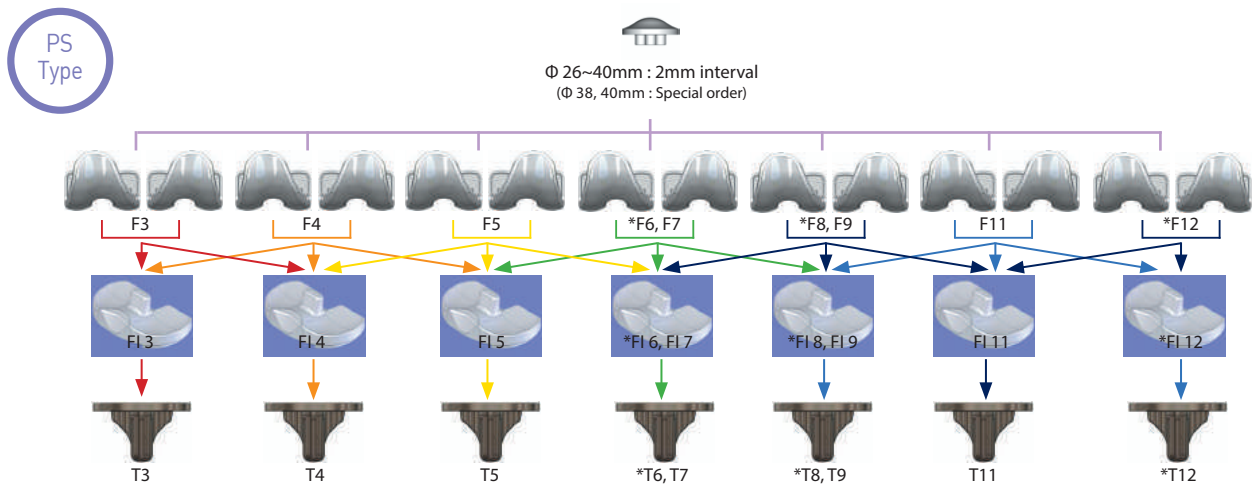 PS
Type
Φ 26~40mm : 2mm interval
(Φ 38, 40mm : Special order)
F3
F4
F5
*F6, F7
*F8, F9
F11
*F12
FI 3
FI 4
FI 5
*FI 6, FI 7
*FI 8, FI 9
FI 11
*FI 12
T3
T4
T5
*T6, T7
*T8, T9
T11
*T12